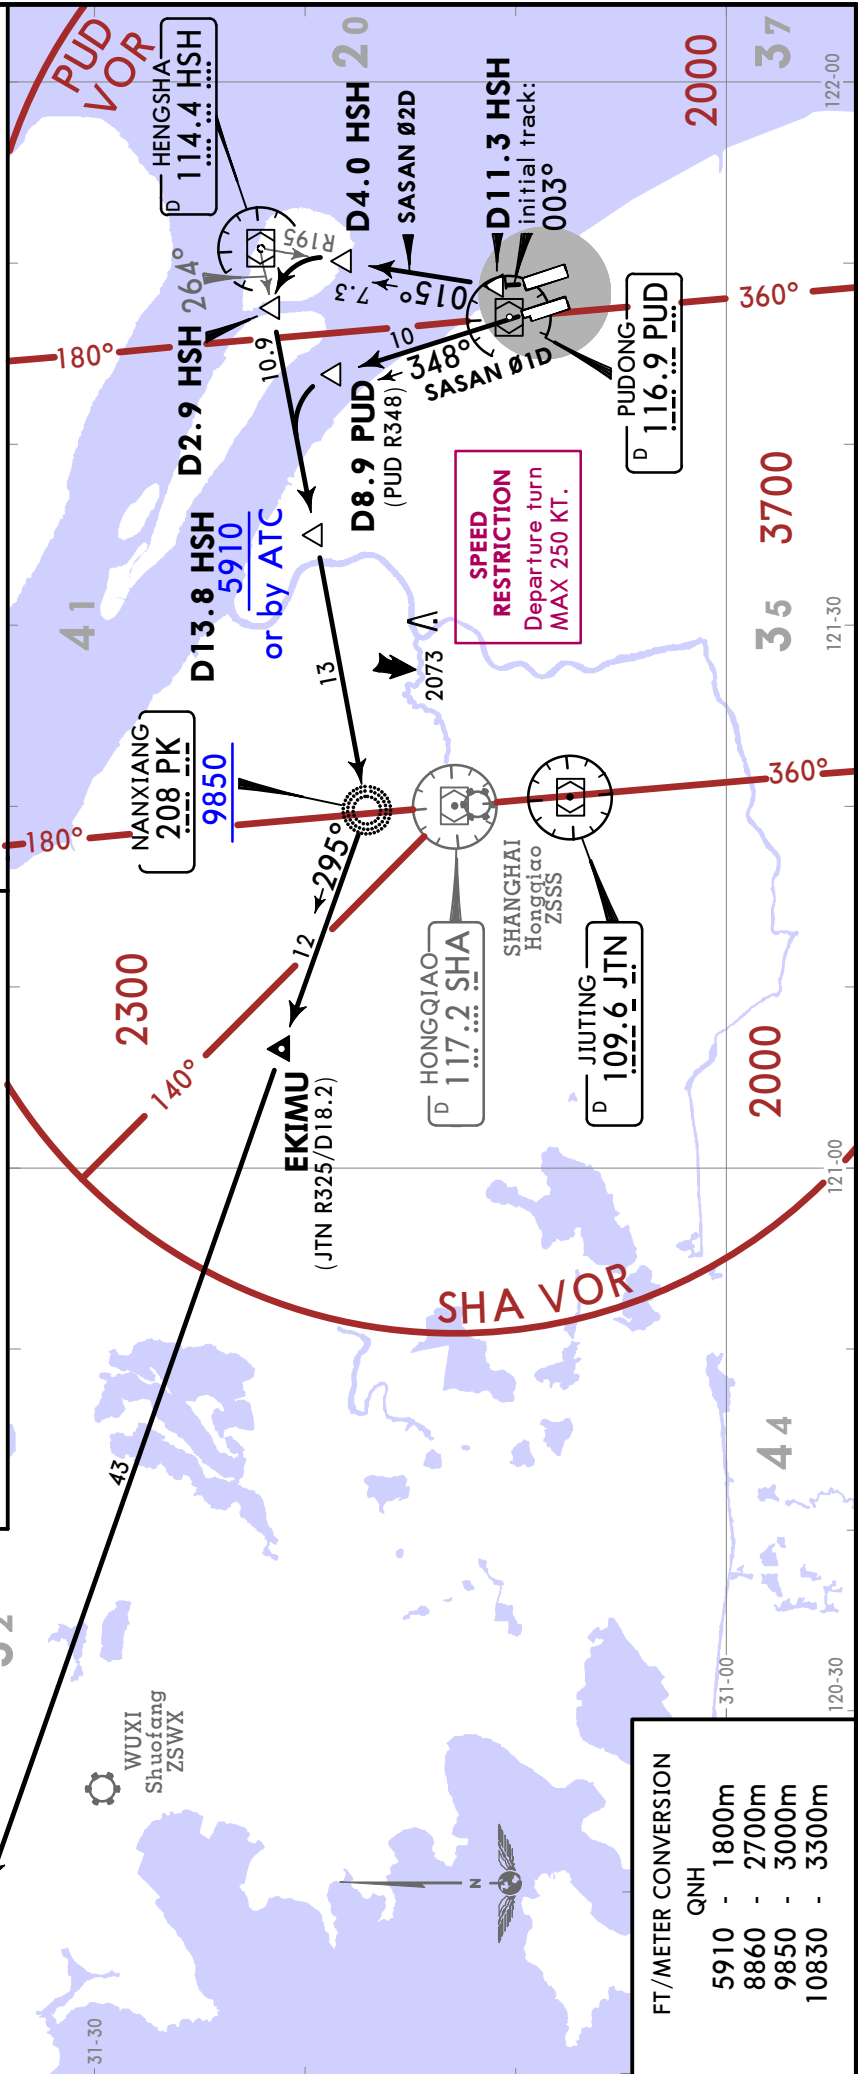 PUD
VOR
D HENGSHA
114.4 HSH
20
37
122-00
2000
D4.0 HSH
SASAN Ø2D
D11.3 HSH
initial track:
003°
R195
264°
7.3
015°
D2.9 HSH
180°
10.9
10
348°
SASAN Ø1D
360°
D PUDONG
116.9 PUD
D8.9 PUD
(PUD R348)
D13.8 HSH
5910
or by ATC
SPEED
RESTRICTION
Departure turn
MAX 250 KT.
3700
41
35
121-30
13
2073
NANXIANG
208 PK
9850
180°
360°
295°
12
2300
D HONGQIAO
117.2 SHA
SHANGHAI
Hongqiao
ZSSS
D JIUTING
109.6 JTN
2000
140°
EKIMU
(JTN R325/D18.2)
121-00
SHA VOR
43
44
32
WUXI
Shuofang
ZSWX
31-00
120-30
N
31-30
FT/METER CONVERSION
QNH
5910 - 1800m
8860 - 2700m
9850 - 3000m
10830 - 3300m